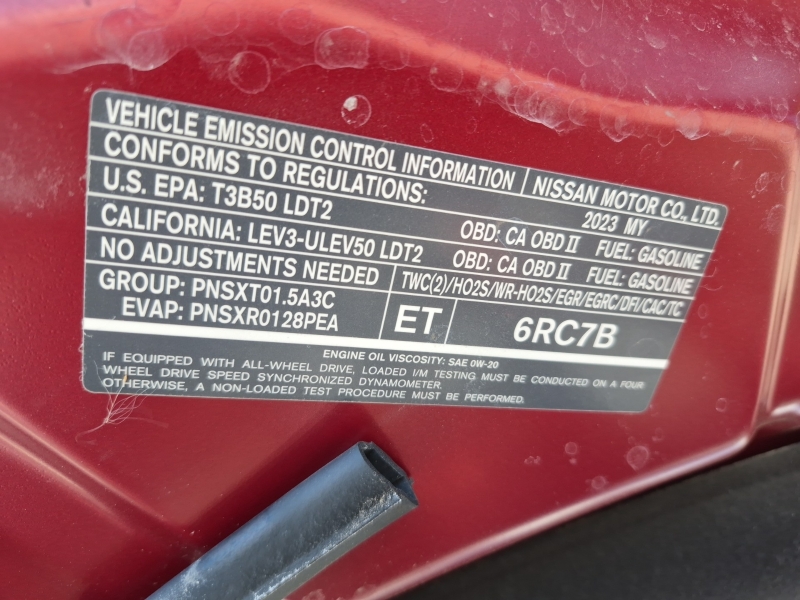 VEHICLE EMISSION CONTROL INFORMATION NISSAN MOTOR CO., LTD.
CONFORMS TO REGULATIONS: 2023 MY
U.S. EPA: T3B50 LDT2 OBD: CA OBD II FUEL: GASOLINE
CALIFORNIA: LEV3-ULEV50 LDT2 OBD: CA OBD II FUEL: GASOLINE
NO ADJUSTMENTS NEEDED TWC(2)/HO2S/WR-HO2S/EGR/EGRC/DFI/CAC/TC
GROUP: PNSXT01.5A3C
EVAP: PNSXR0128PEA
ET 6RC7B
ENGINE OIL VISCOSITY: SAE 0W-20
IF EQUIPPED WITH ALL-WHEEL DRIVE, LOADED I/M TESTING MUST BE CONDUCTED ON A FOUR
WHEEL DRIVE SPEED SYNCHRONIZED DYNAMOMETER.
OTHERWISE, A NON-LOADED TEST PROCEDURE MUST BE PERFORMED.